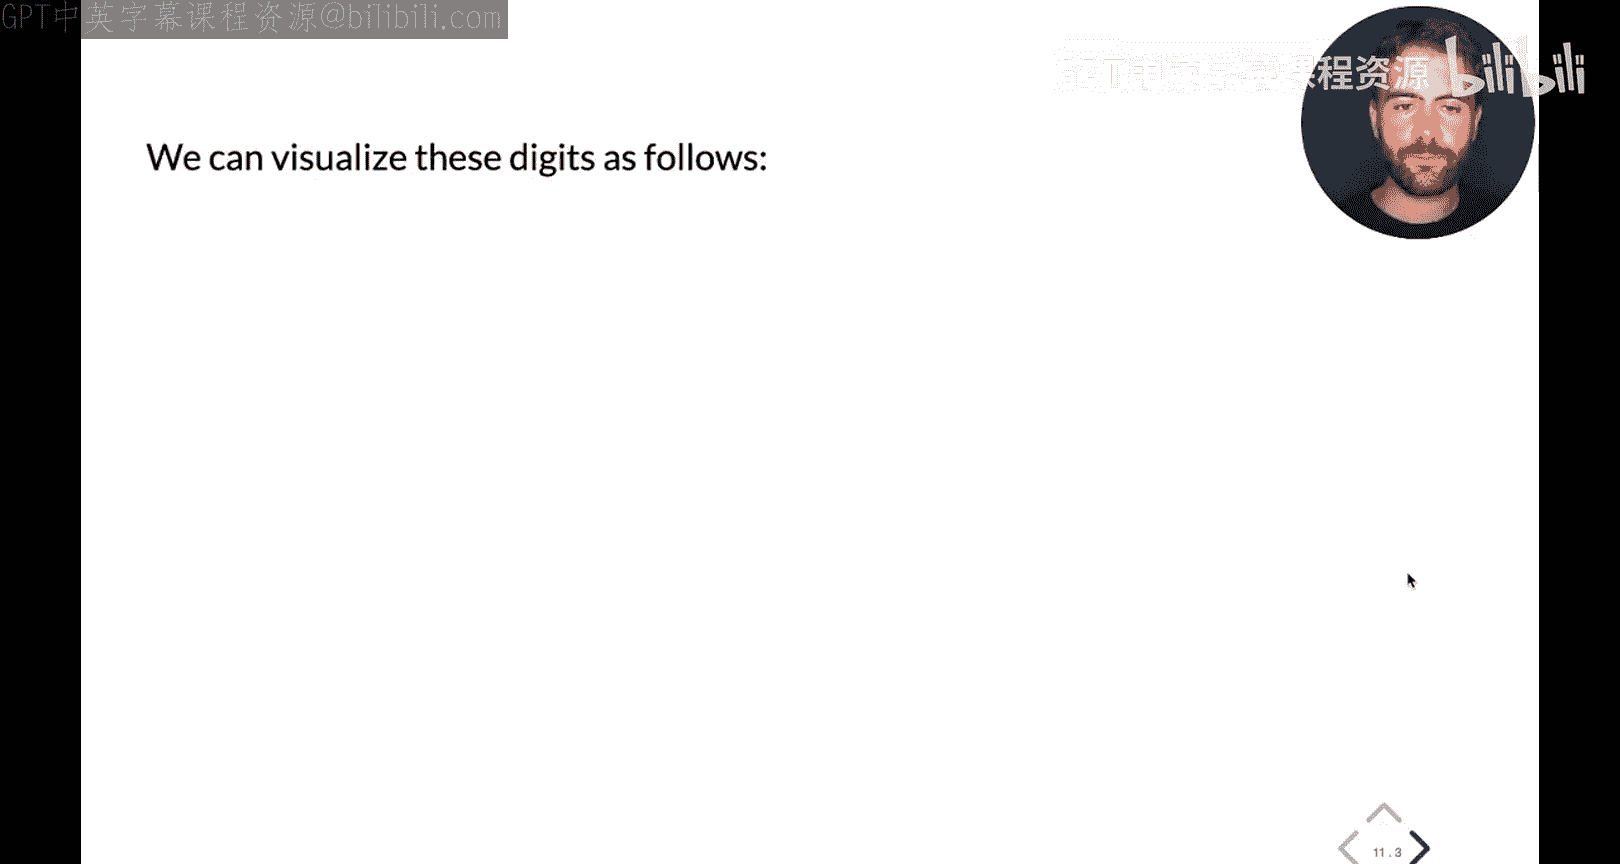 GPT中英字幕课程资源@bilibili.com
程资源 bilibili
We can visualize these digits as follows:
11.3